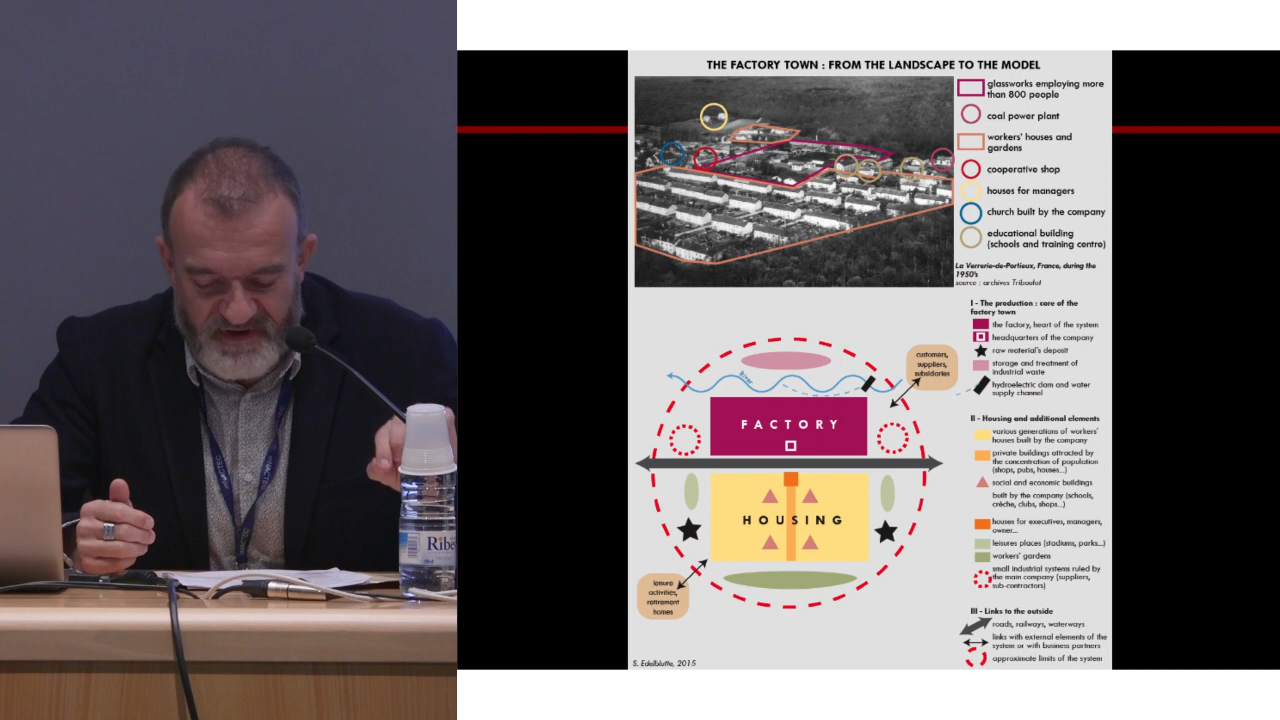 THE FACTORY TOWN : FROM THE LANDSCAPE TO THE MODEL
glassworks employing more
than 800 people
coal power plant
workers' houses and
gardens
cooperative shop
houses for managers
church built by the company
educational building
(schools and training centre)
La Verrerie-de-Portieux, France, during the
1950's
source : archives Triboulot
I - The production : core of the
factory town
the factory, heart of the system
headquarters of the company
raw material's deposit
storage and treatment of
industrial waste
hydroelectric dam and water
supply channel
customers,
suppliers,
subsidiaries
River
FACTORY
HOUSING
leisure
activities,
retirement
homes
II - Housing and additional elements
various generations of workers'
houses built by the company
private buildings attracted by
the concentration of population
(shops, pubs, houses...)
social and economic buildings
built by the company (schools,
crèche, clubs, shops...)
houses for executives, managers,
owner...
leisures places (stadiums, parks...)
workers' gardens
small industrial systems ruled by
the main company (suppliers,
sub-contractors)
III - Links to the outside
roads, railways, waterways
links with external elements of the
system or with business partners
approximate limits of the system
S. Edelblutte, 2015
Ribe